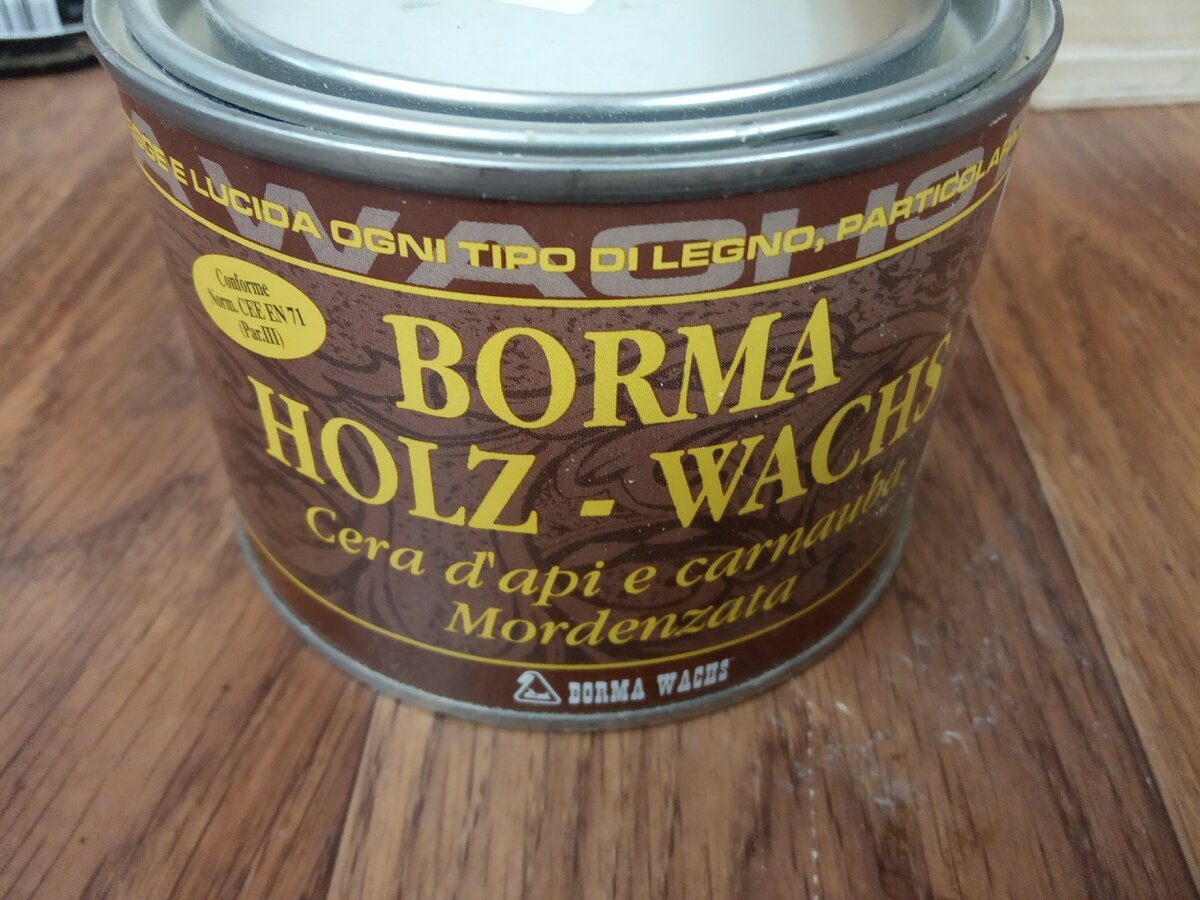 E LUCIDA OGNI TIPO DI LEGNO,
WACHS
Conforme
Norm. CEE EN 71
(Par.III)
BORMA
HOLZ - WACHS
Cera d'api e carnauba
Mordenzata
BORMA WACHS